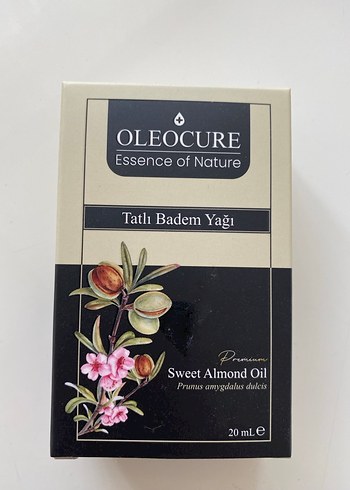 OLEOCURE
Essence of Nature
Tatlı Badem Yağı
Premium
Sweet Almond Oil
Prunus amygdalus dulcis
20 mL ℮